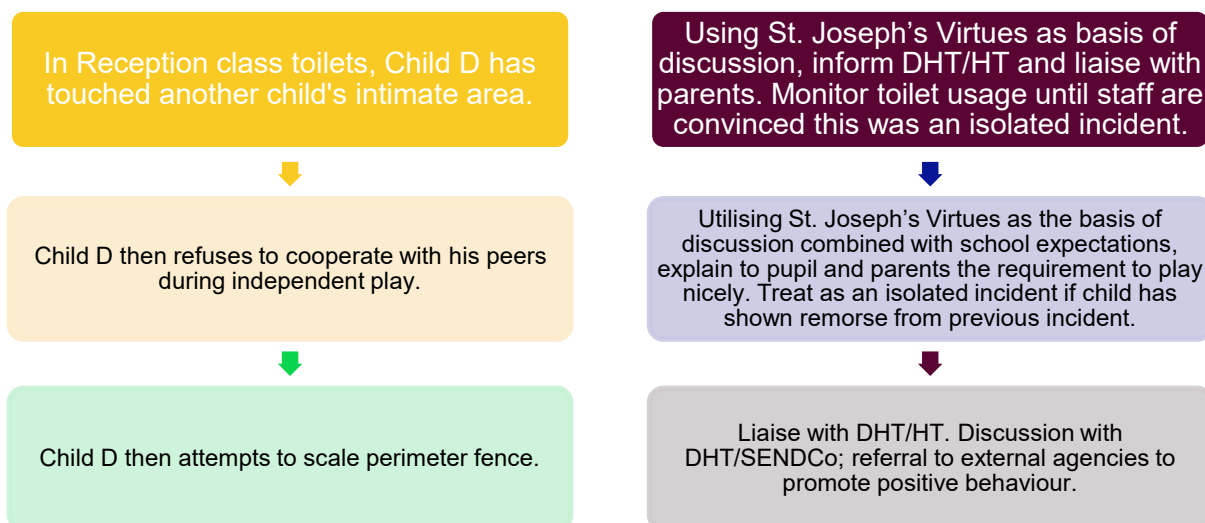 In Reception class toilets, Child D has
touched another child's intimate area.
Using St. Joseph’s Virtues as basis of
discussion, inform DHT/HT and liaise with
parents. Monitor toilet usage until staff are
convinced this was an isolated incident.
Child D then refuses to cooperate with his peers
during independent play.
Utilising St. Joseph’s Virtues as the basis of
discussion combined with school expectations,
explain to pupil and parents the requirement to play
nicely. Treat as an isolated incident if child has
shown remorse from previous incident.
Child D then attempts to scale perimeter fence.
Liaise with DHT/HT. Discussion with
DHT/SENDCo; referral to external agencies to
promote positive behaviour.